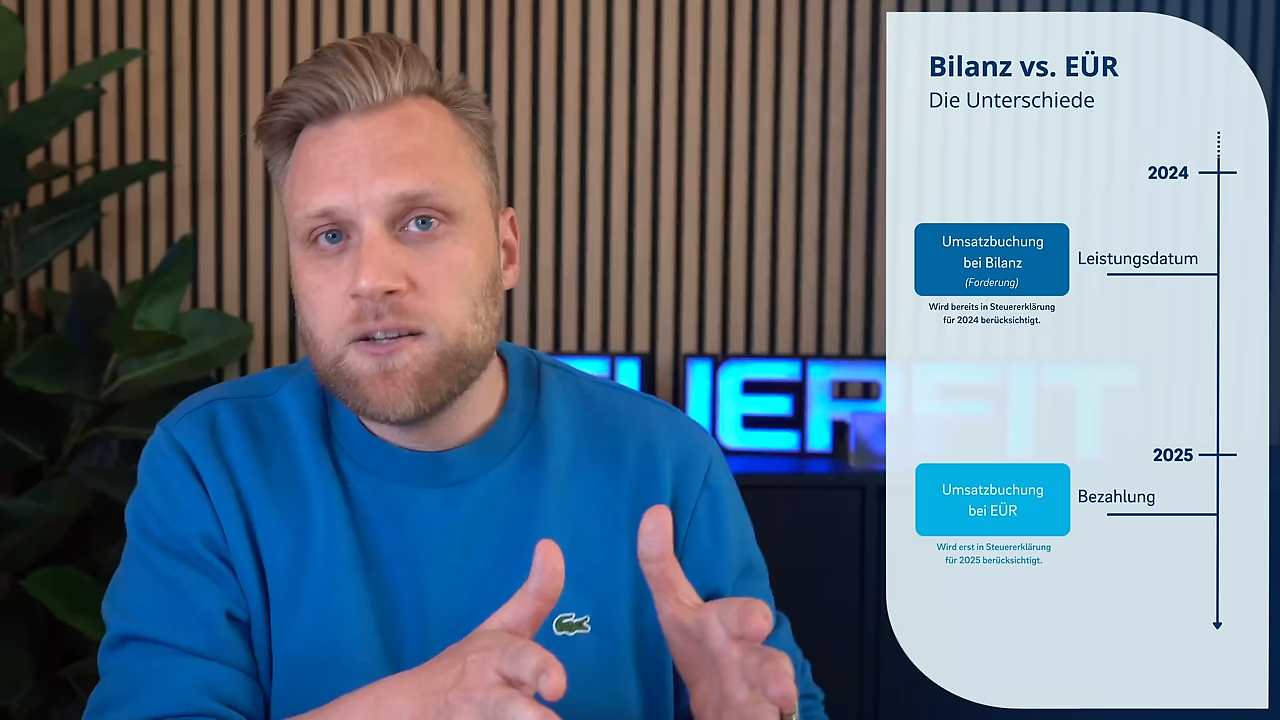 Bilanz vs. EÜR
Die Unterschiede
2024
Umsatzbuchung
bei Bilanz
(Forderung)
Leistungsdatum
Wird bereits in Steuererklärung
für 2024 berücksichtigt.
2025
Umsatzbuchung
bei EÜR
Bezahlung
Wird erst in Steuererklärung
für 2025 berücksichtigt.